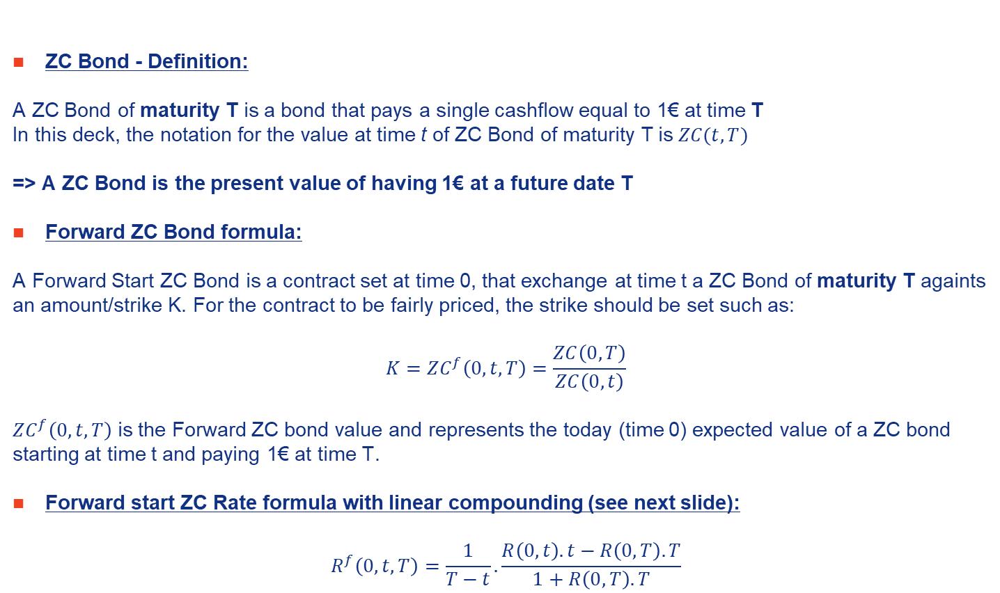 ■ ZC Bond - Definition:
A ZC Bond of maturity T is a bond that pays a single cashflow equal to 1€ at time T
In this deck, the notation for the value at time t of ZC Bond of maturity T is ZC(t,T)
=> A ZC Bond is the present value of having 1€ at a future date T
■ Forward ZC Bond formula:
A Forward Start ZC Bond is a contract set at time 0, that exchange at time t a ZC Bond of maturity T againts
an amount/strike K. For the contract to be fairly priced, the strike should be set such as:
K = ZC^f (0, t, T) = ZC(0,T) / ZC(0,t)
ZC^f (0, t, T) is the Forward ZC bond value and represents the today (time 0) expected value of a ZC bond
starting at time t and paying 1€ at time T.
■ Forward start ZC Rate formula with linear compounding (see next slide):
R^f (0, t, T) = 1 / (T − t) . (R(0,t).t − R(0,T).T) / (1 + R(0,T).T)